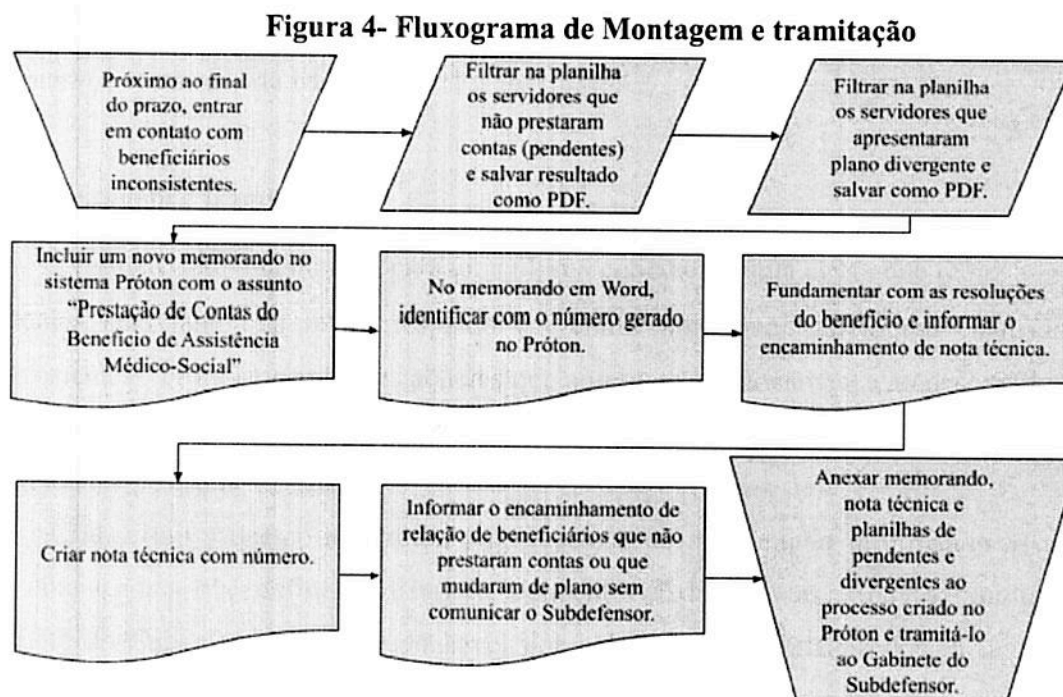 Figura 4- Fluxograma de Montagem e tramitação
Próximo ao final
do prazo, entrar
em contato com
beneficiários
inconsistentes.
Filtrar na planilha
os servidores que
não prestaram
contas (pendentes)
e salvar resultado
como PDF.
Filtrar na planilha
os servidores que
apresentaram
plano divergente e
salvar como PDF.
Incluir um novo memorando no
sistema Próton com o assunto
“Prestação de Contas do
Beneficio de Assistência
Médico-Social”
No memorando em Word,
identificar com o número gerado
no Próton.
Fundamentar com as resoluções
do benefício e informar o
encaminhamento de nota técnica.
Criar nota técnica com número.
Informar o encaminhamento de
relação de beneficiários que não
prestaram contas ou que
mudaram de plano sem
comunicar o Subdefensor.
Anexar memorando,
nota técnica e
planilhas de
pendentes e
divergentes ao
processo criado no
Próton e tramitá-lo
ao Gabinete do
Subdefensor.